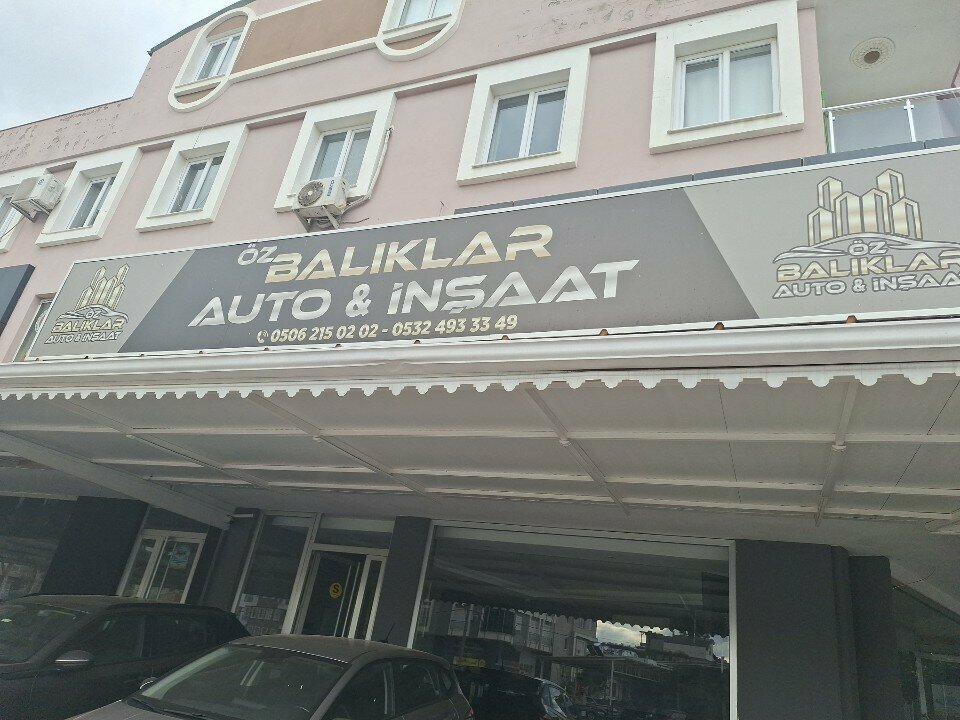 ÖZ
BALIKLAR
AUTO & İNŞAAT
0506 215 02 02 - 0532 493 33 49
ÖZ
BALIKLAR
AUTO & İNŞAAT
ÖZ
BALIKLAR
AUTO & İNŞAAT